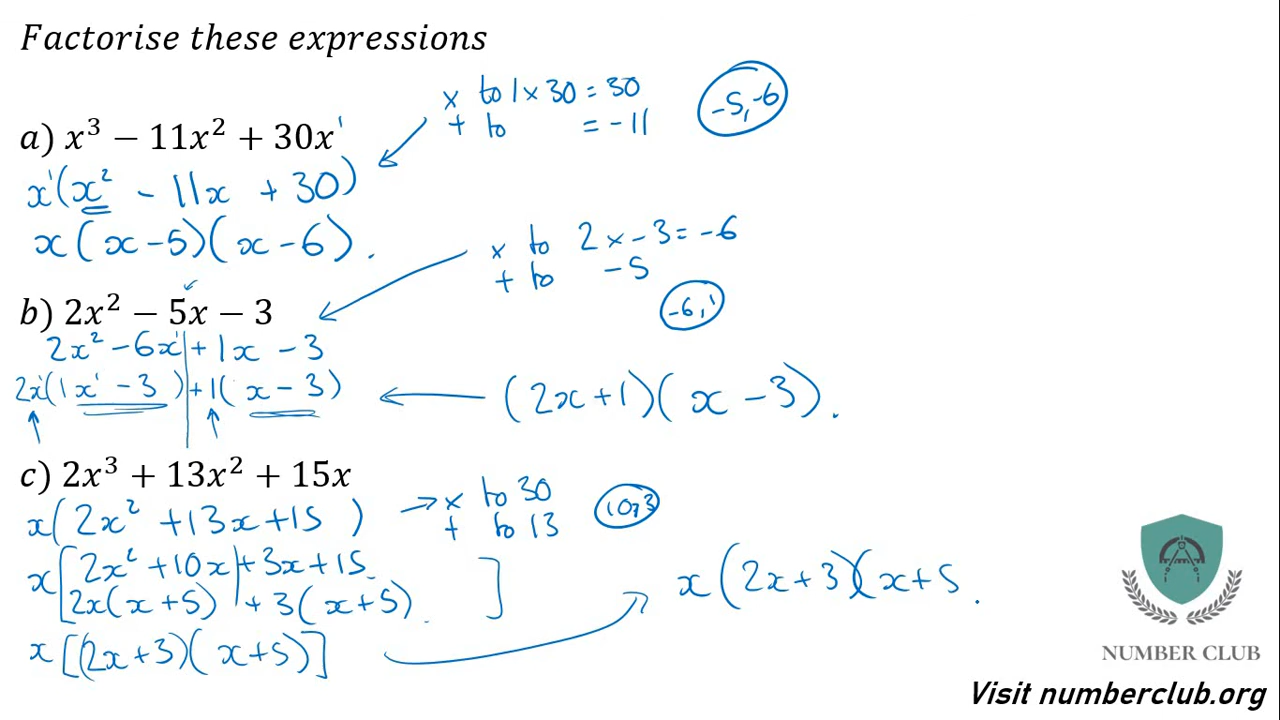 Factorise these expressions
x to 1 x 30 = 30
+ to = -11
-5, -6
a) x³ − 11x² + 30x'
x'(x² - 11x + 30)
x(x-5)(x-6).
x to 2 x -3 = -6
+ to -5
-6, 1
b) 2x² − 5x − 3
2x² - 6x' + 1x - 3
2x'(1x' - 3) + 1(x - 3)
(2x+1)(x-3).
c) 2x³ + 13x² + 15x
x(2x² + 13x + 15)
→ x to 30
+ to 13
10, 3
x[2x² + 10x + 3x + 15
2x(x+5) + 3(x+5)]
x[(2x+3)(x+5)]
x(2x+3)(x+5.
NUMBER CLUB
Visit numberclub.org